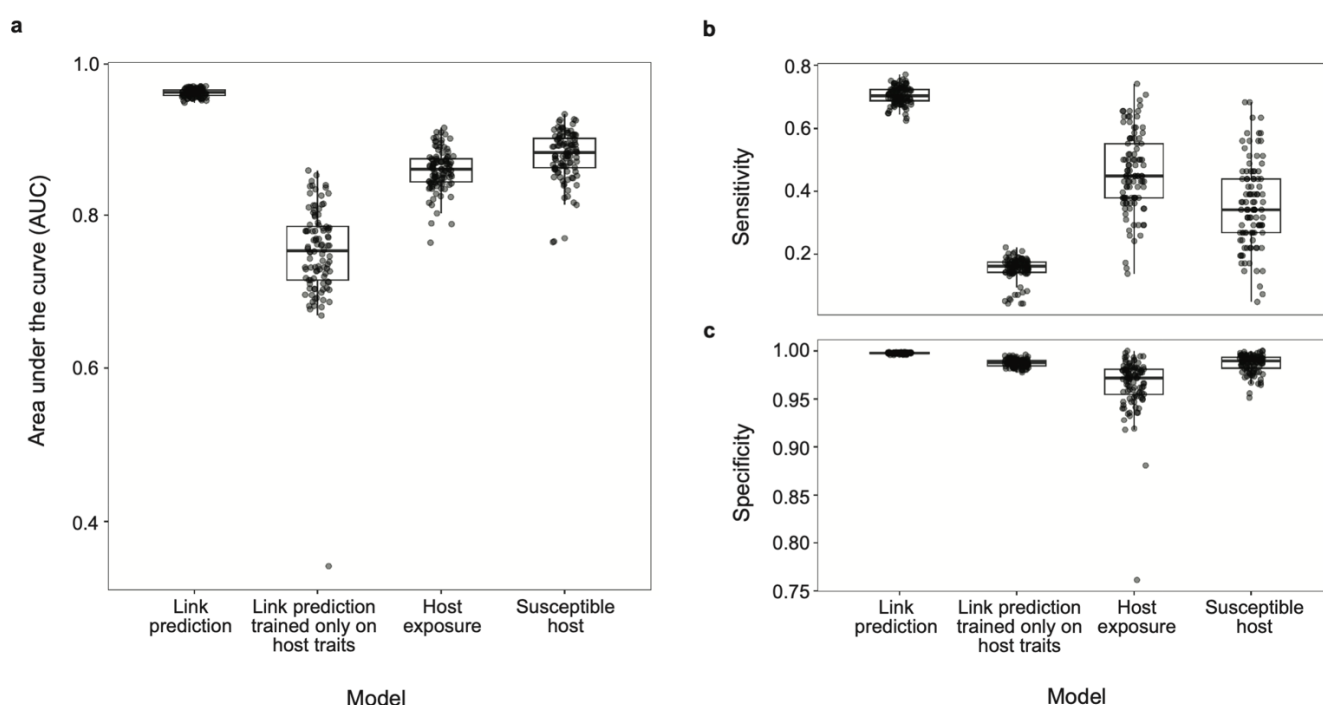 a
1.0
0.8
0.6
0.4
Area under the curve (AUC)
Link
prediction
Link prediction
trained only on
host traits
Host
exposure
Susceptible
host
Model
b
0.8
0.6
0.4
0.2
Sensitivity
c
1.00
0.95
0.90
0.85
0.80
0.75
Specificity
Link
prediction
Link prediction
trained only on
host traits
Host
exposure
Susceptible
host
Model